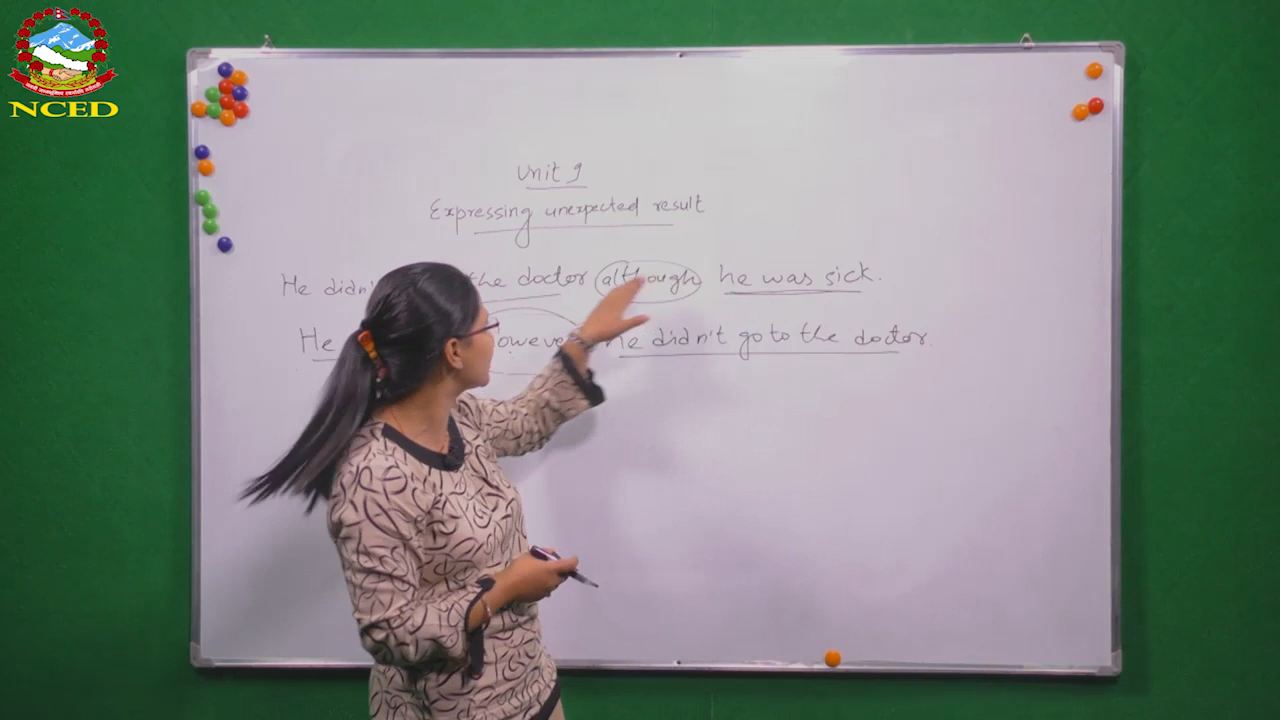 NCED
Unit 9
Expressing unexpected result
He didn't the doctor although he was sick.
He he didn't go to the doctor.